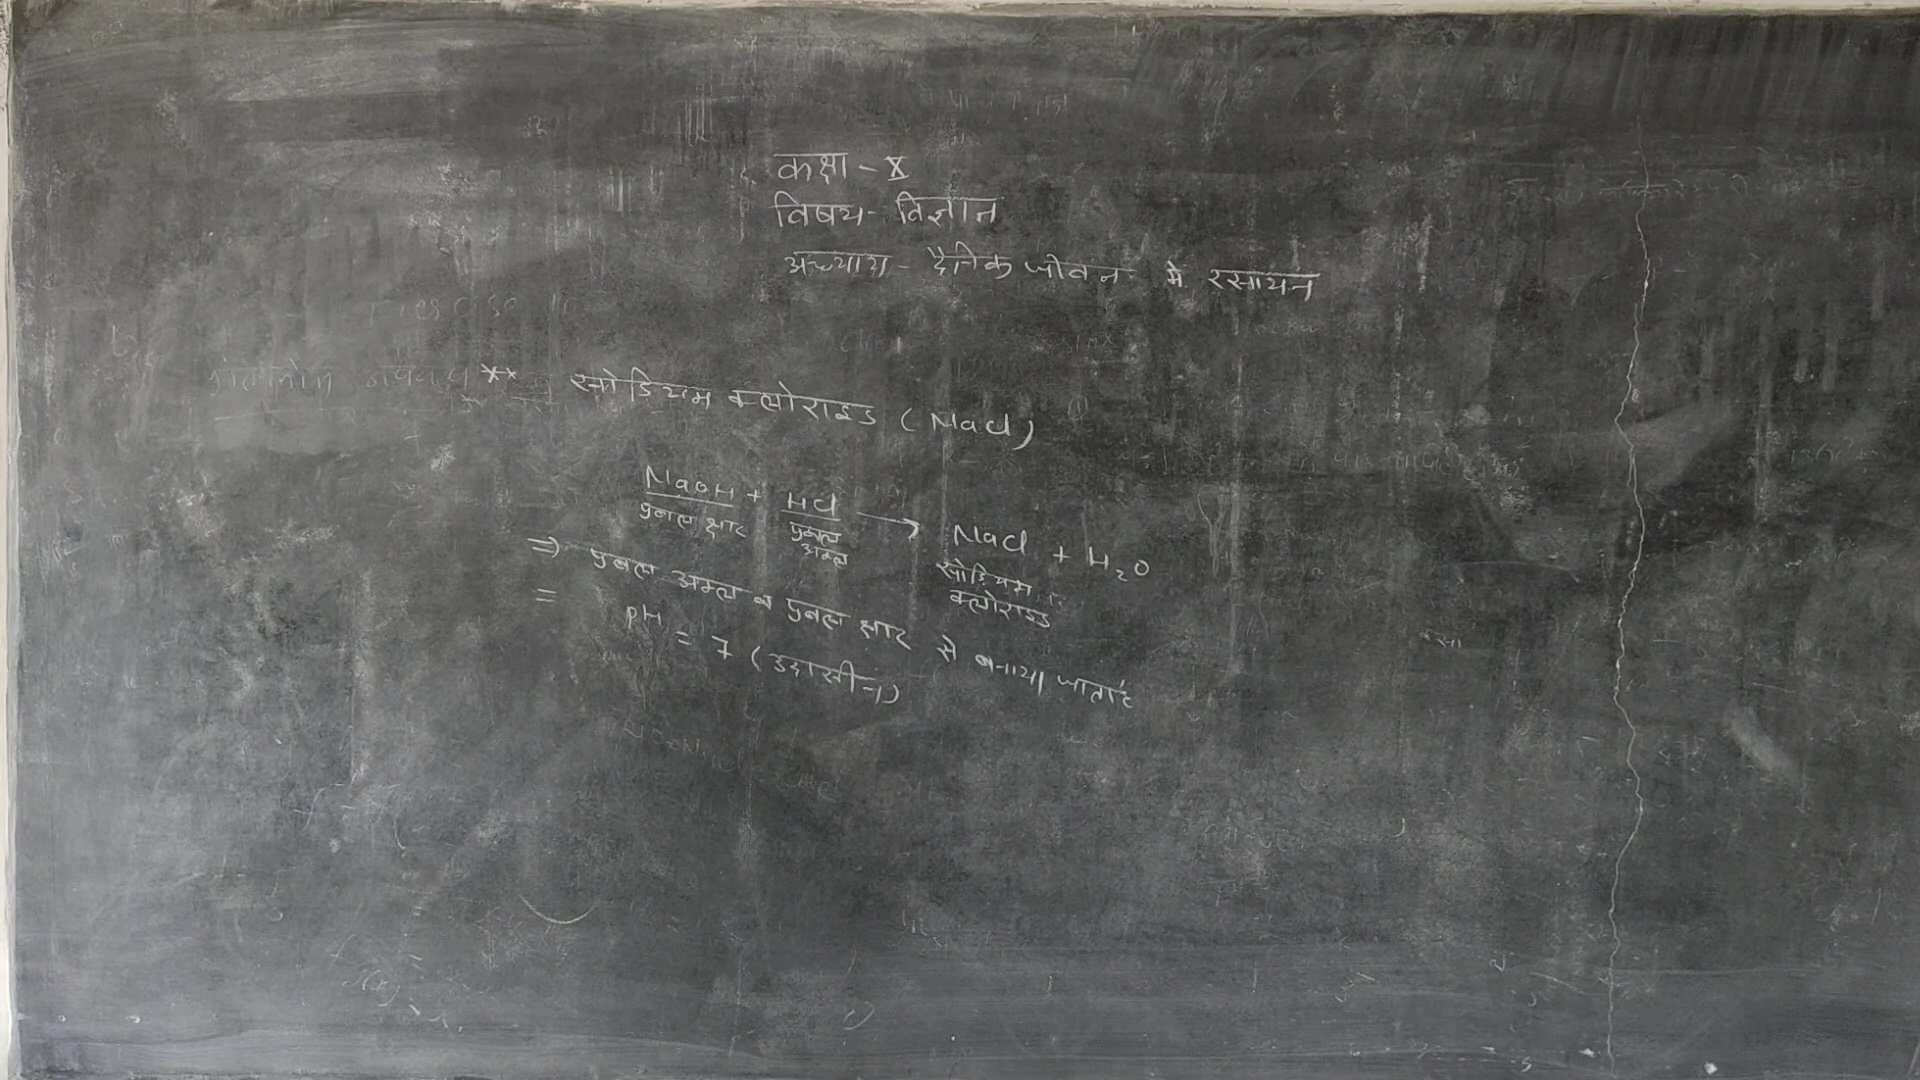 कक्षा - X
विषय - विज्ञान
अध्याय - दैनिक जीवन मे रसायन
** सोडियम क्लोराइड (NaCl)
NaOH + HCl → NaCl + H₂O
प्रबल क्षार प्रबल अम्ल सोडियम क्लोराइड
⇒ प्रबल अम्ल व प्रबल क्षार से बनाया जाता है
= pH = 7 (उदासीन)